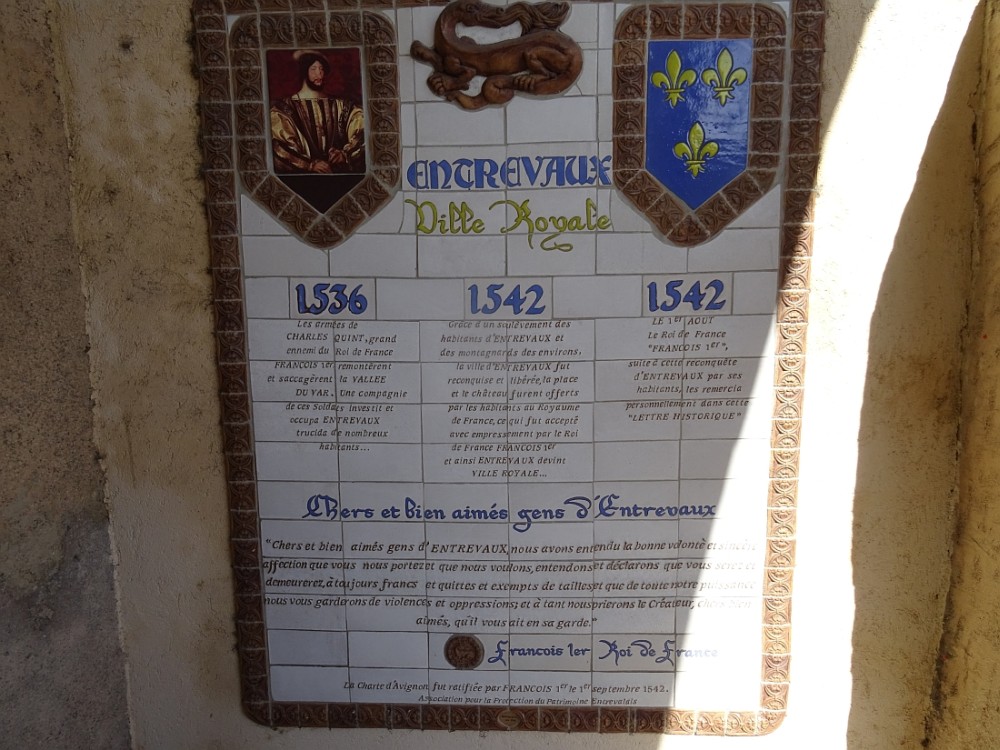 ENTREVAUX
Ville Royale
1536
Les armées de
CHARLES QUINT, grand
ennemi du Roi de France
FRANÇOIS 1er remontèrent
et saccagèrent la VALLEE
DU VAR. Une compagnie
de ces Soldats investit et
occupa ENTREVAUX
trucida de nombreux
habitants...
1542
Grâce à un soulèvement des
habitants d'ENTREVAUX et
des montagnards des environs,
la ville d'ENTREVAUX fut
reconquise et libérée, la place
et le château furent offerts
par les habitants au Royaume
de France, ce qui fut accepté
avec empressement par le Roi
de France FRANÇOIS 1er
et ainsi ENTREVAUX devint
VILLE ROYALE...
1542
LE 1er AOUT
Le Roi de France
"FRANCOIS 1er",
suite à cette reconquête
d'ENTREVAUX par ses
habitants, les remercia
personnellement dans cette
"LETTRE HISTORIQUE"
Chers et bien aimés gens d'Entrevaux
"Chers et bien aimés gens d'ENTREVAUX, nous avons entendu la bonne volonté et sincère
affection que vous nous portez et que nous voulons, entendons et déclarons que vous serez et
demeurerez, à toujours francs et quittes et exempts de tailles et que de toute notre puissance
nous vous garderons de violences et oppressions; et à tant nous prierons le Créateur, chers bien
aimés, qu'il vous ait en sa garde."
Francois 1er Roi de France
La Charte d'Avignon fut ratifiée par FRANCOIS 1er le 1er septembre 1542.
Association pour la Protection du Patrimoine Entrevalais